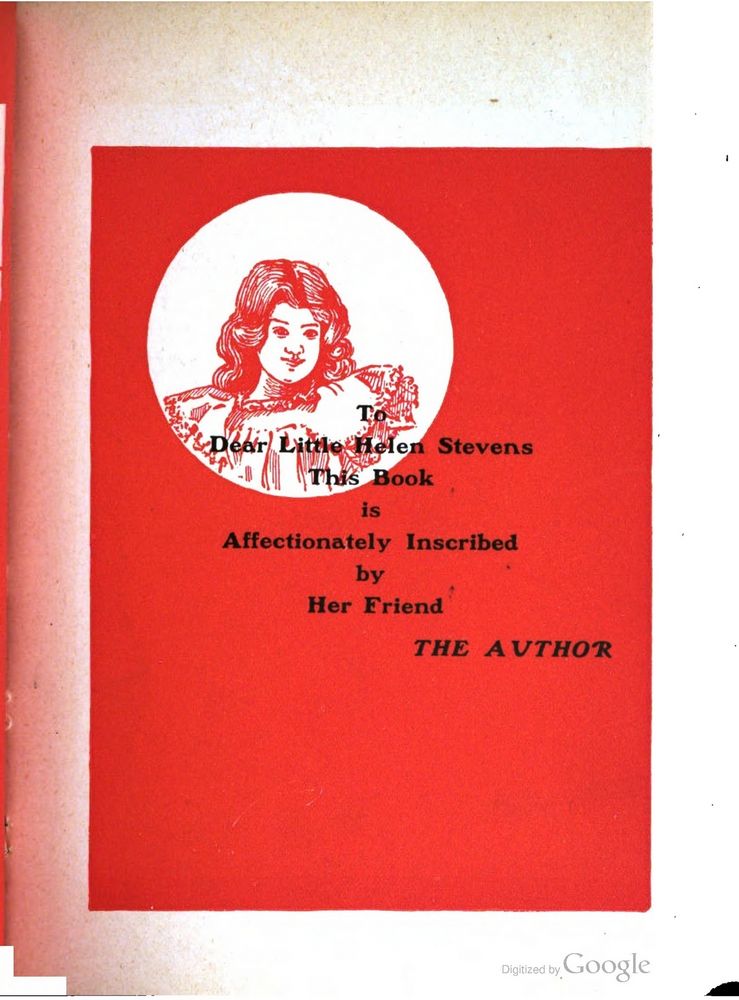 To
Dear Little Helen Stevens
This Book
is
Affectionately Inscribed
by
Her Friend
THE AVTHOR
Digitized by Google